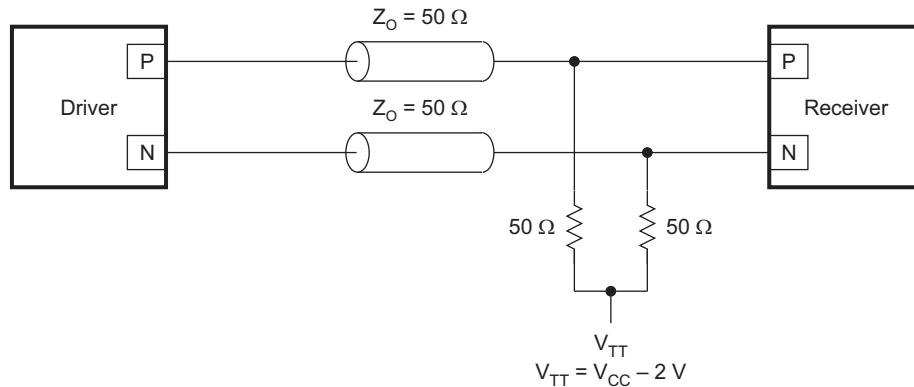 Z_O = 50 Ω
P
P
Driver
Z_O = 50 Ω
Receiver
N
N
50 Ω
50 Ω
V_TT
V_TT = V_CC – 2 V